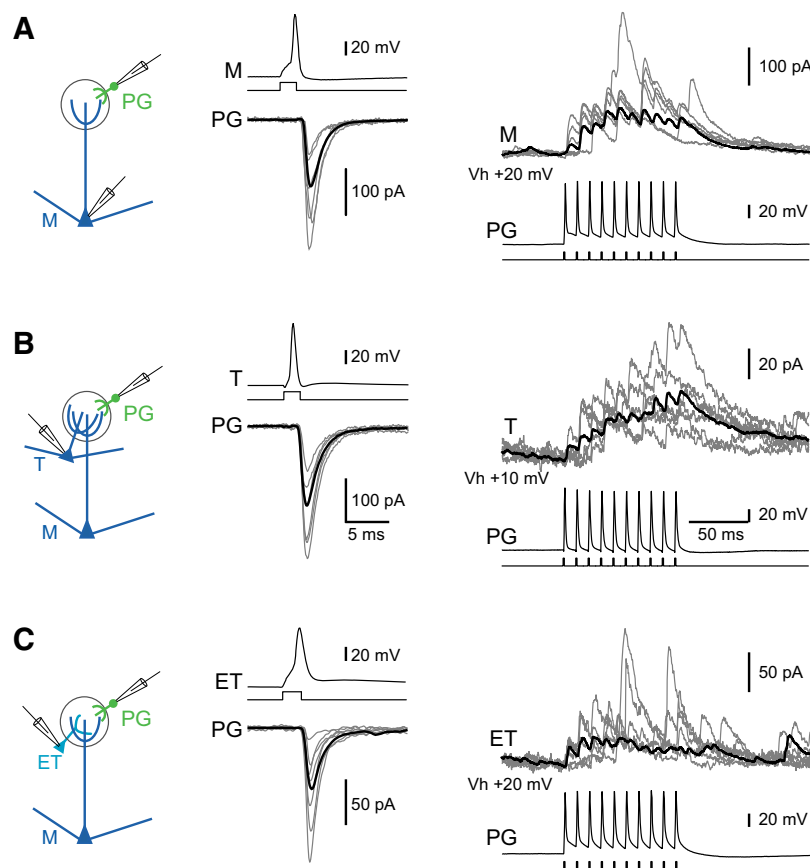 A
PG
M
M
20 mV
PG
100 pA
M
100 pA
Vh +20 mV
PG
20 mV
B
PG
T
M
T
20 mV
PG
100 pA
5 ms
T
20 pA
Vh +10 mV
PG
50 ms
20 mV
C
PG
ET
M
ET
20 mV
PG
50 pA
ET
50 pA
Vh +20 mV
PG
20 mV